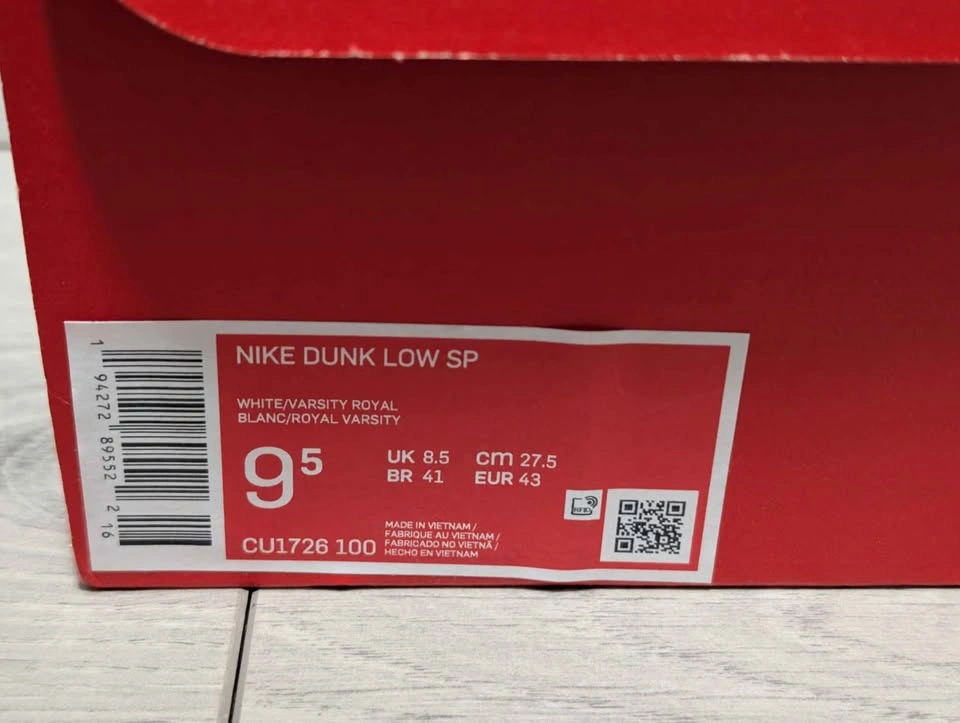 NIKE DUNK LOW SP
WHITE/VARSITY ROYAL
BLANC/ROYAL VARSITY
9⁵
UK 8.5 cm 27.5
BR 41 EUR 43
RFID
CU1726 100
MADE IN VIETNAM /
FABRIQUE AU VIETNAM /
FABRICADO NO VIETNÃ /
HECHO EN VIETNAM
1 94272 89552 2 16